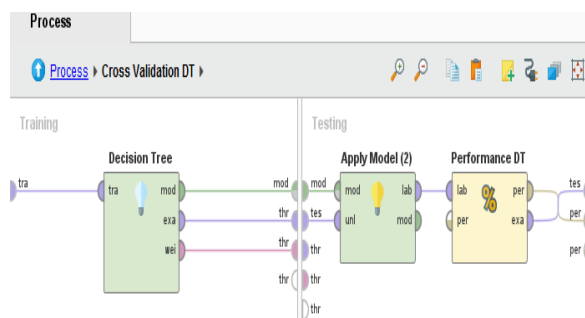 Process
Process ▸ Cross Validation DT ▸
Training
Testing
Decision Tree
Apply Model (2)
Performance DT
tra
tra
mod
exa
wei
mod
thr
thr
thr
mod
tes
thr
thr
thr
mod
unl
lab
mod
lab
per
%
per
exa
tes
per
per